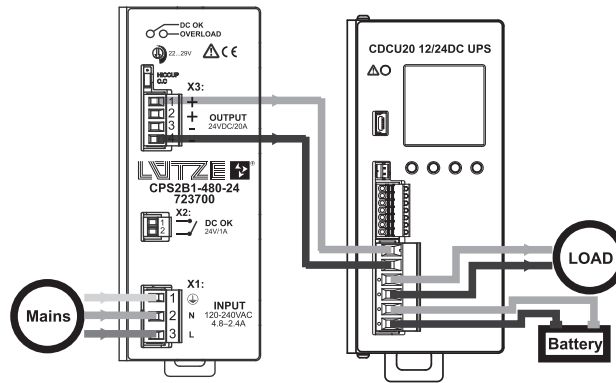 DC OK
OVERLOAD
22...29V
CE
HICCUP
C.C
X3:
1 +
2 +
3 -
4 -
OUTPUT
24VDC/20A
LÜTZE
CPS2B1-480-24
723700
X2:
1
2
DC OK
24V/1A
X1:
1
2 N
3 L
INPUT
120-240VAC
4.8–2.4A
Mains
CDCU20 12/24DC UPS
LOAD
Battery